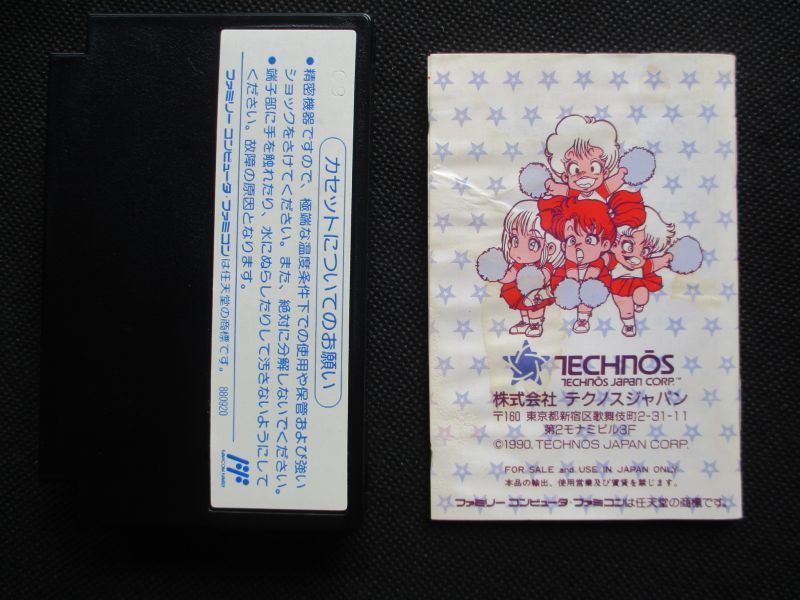 カセットについてのお願い
●精密機器ですので、極端な温度条件下での使用や保管および強い
ショックをさけてください。また、絶対に分解しないでください。
●端子部に手を触れたり、水にぬらしたりして汚さないようにして
ください。故障の原因となります。
ファミリーコンピュータ・ファミコンは任天堂の商標です。 880920
TECHNŌS
TECHNŌS JAPAN CORP.™
株式会社 テクノスジャパン
〒160 東京都新宿区歌舞伎町2-31-11
第2モナミビル3F
©1990. TECHNOS JAPAN CORP.
FOR SALE and USE IN JAPAN ONLY
本品の輸出、使用営業及び賃貸を禁じます。
ファミリーコンピュータ・ファミコンは任天堂の商標です。